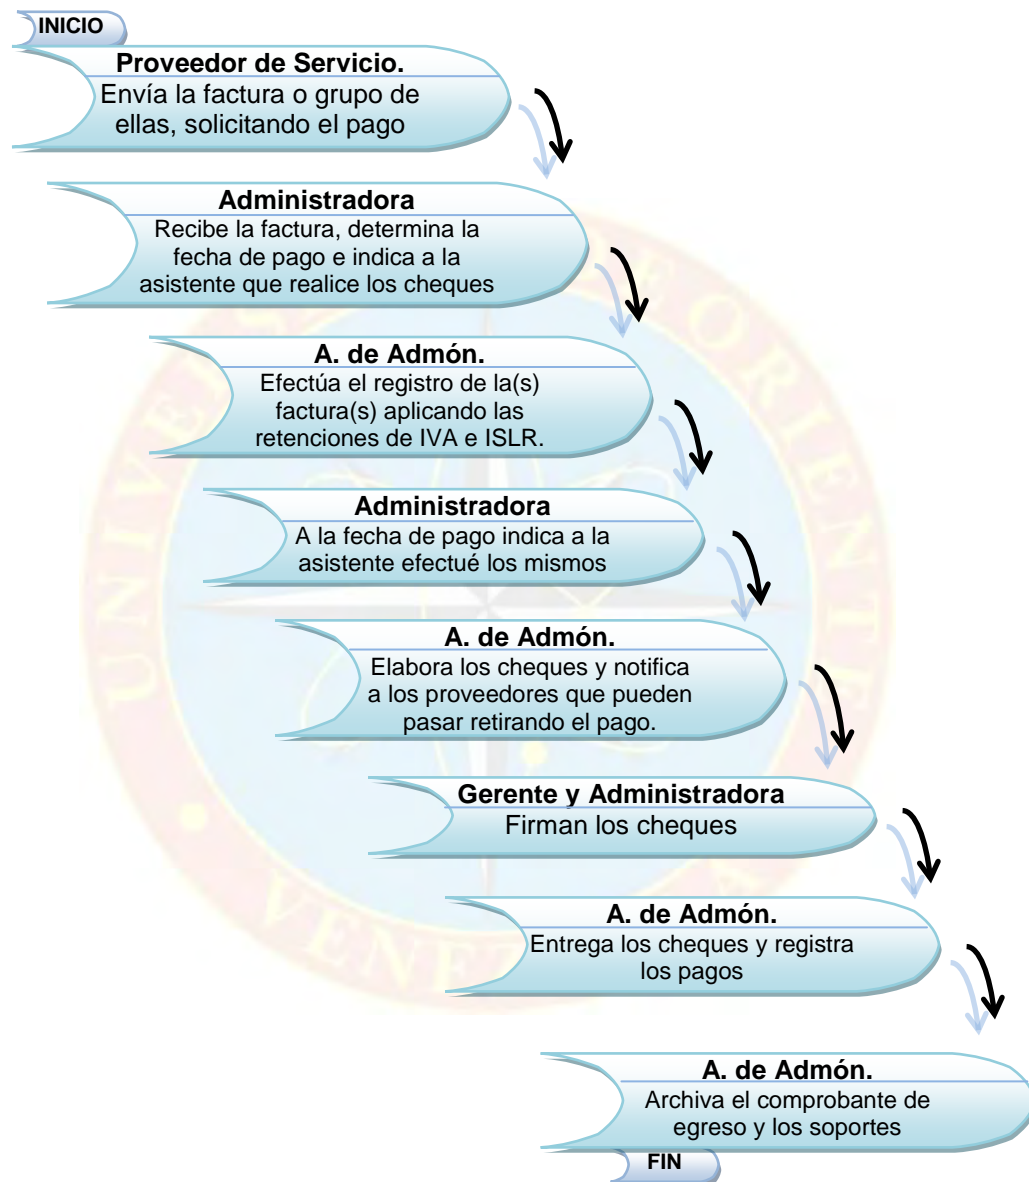 INICIO
Proveedor de Servicio.
Envía la factura o grupo de
ellas, solicitando el pago
Administradora
Recibe la factura, determina la
fecha de pago e indica a la
asistente que realice los cheques
A. de Admón.
Efectúa el registro de la(s)
factura(s) aplicando las
retenciones de IVA e ISLR.
Administradora
A la fecha de pago indica a la
asistente efectué los mismos
A. de Admón.
Elabora los cheques y notifica
a los proveedores que pueden
pasar retirando el pago.
Gerente y Administradora
Firman los cheques
A. de Admón.
Entrega los cheques y registra
los pagos
A. de Admón.
Archiva el comprobante de
egreso y los soportes
FIN